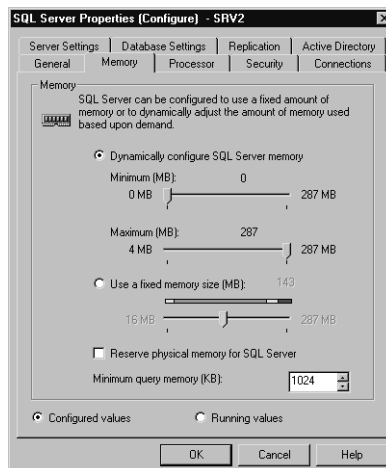 SQL Server Properties (Configure) - SRV2
Server Settings Database Settings Replication Active Directory
General Memory Processor Security Connections
Memory
SQL Server can be configured to use a fixed amount of
memory or to dynamically adjust the amount of memory used
based upon demand.
Dynamically configure SQL Server memory
Minimum (MB): 0
0 MB 287 MB
Maximum (MB): 287
4 MB 287 MB
Use a fixed memory size (MB): 143
16 MB 287 MB
Reserve physical memory for SQL Server
Minimum query memory (KB): 1024
Configured values Running values
OK Cancel Help